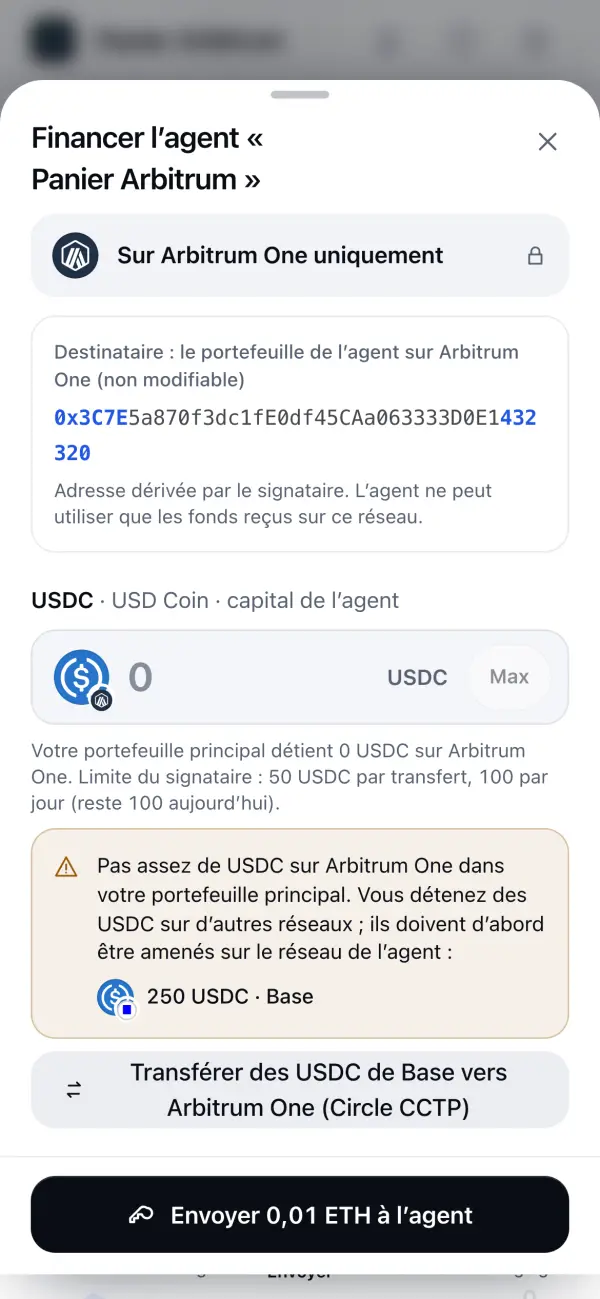 Financer l’agent «
Panier Arbitrum »
Sur Arbitrum One uniquement
Destinataire : le portefeuille de l’agent sur Arbitrum
One (non modifiable)
0x3C7E5a870f3dc1fE0df45CAa063333D0E1432
320
Adresse dérivée par le signataire. L’agent ne peut
utiliser que les fonds reçus sur ce réseau.
USDC · USD Coin · capital de l’agent
0 USDC Max
Votre portefeuille principal détient 0 USDC sur Arbitrum
One. Limite du signataire : 50 USDC par transfert, 100 par
jour (reste 100 aujourd’hui).
Pas assez de USDC sur Arbitrum One dans
votre portefeuille principal. Vous détenez des
USDC sur d’autres réseaux ; ils doivent d’abord
être amenés sur le réseau de l’agent :
250 USDC · Base
Transférer des USDC de Base vers
Arbitrum One (Circle CCTP)
Envoyer 0,01 ETH à l’agent